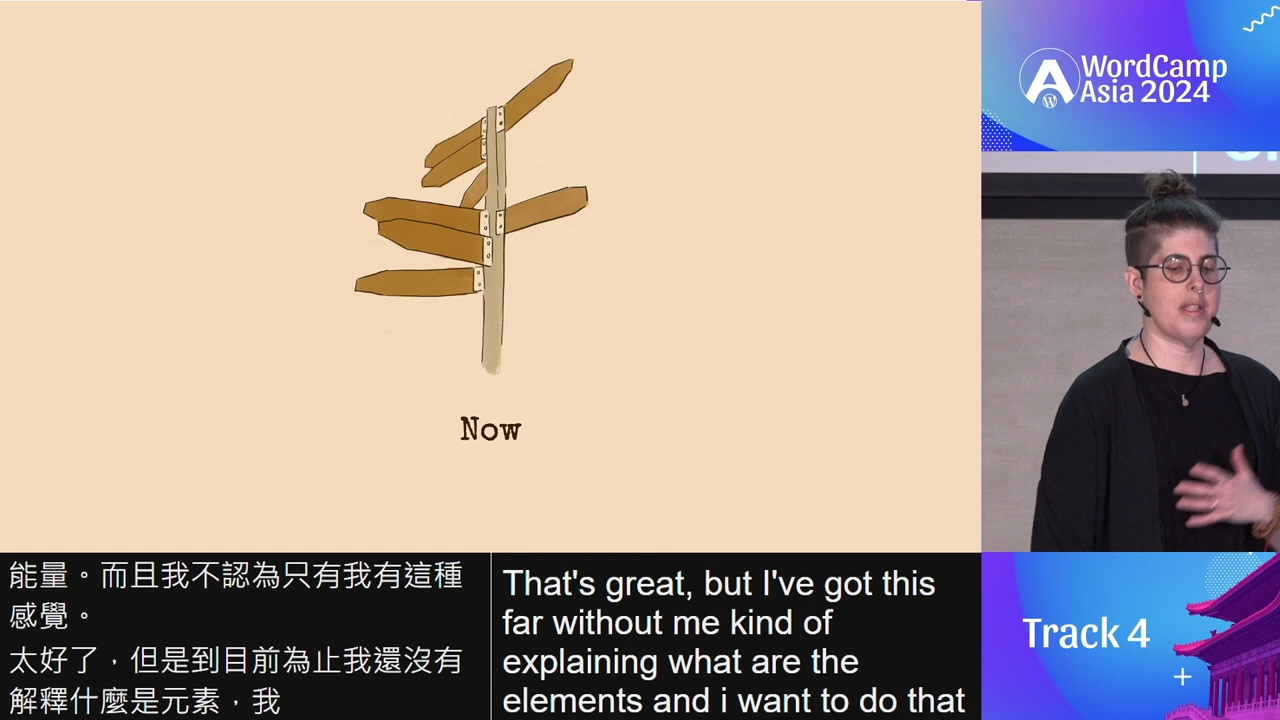 WordCamp
Asia 2024
Now
能量。而且我不認為只有我有這種
感覺。
太好了，但是到目前為止我還沒有
解釋什麼是元素，我
That's great, but I've got this
far without me kind of
explaining what are the
elements and i want to do that
Track 4